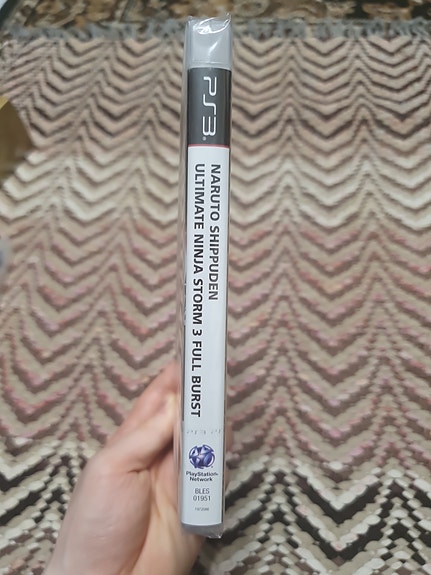 PS3
NARUTO SHIPPUDEN
ULTIMATE NINJA STORM 3 FULL BURST
PlayStation
Network
BLES
01951